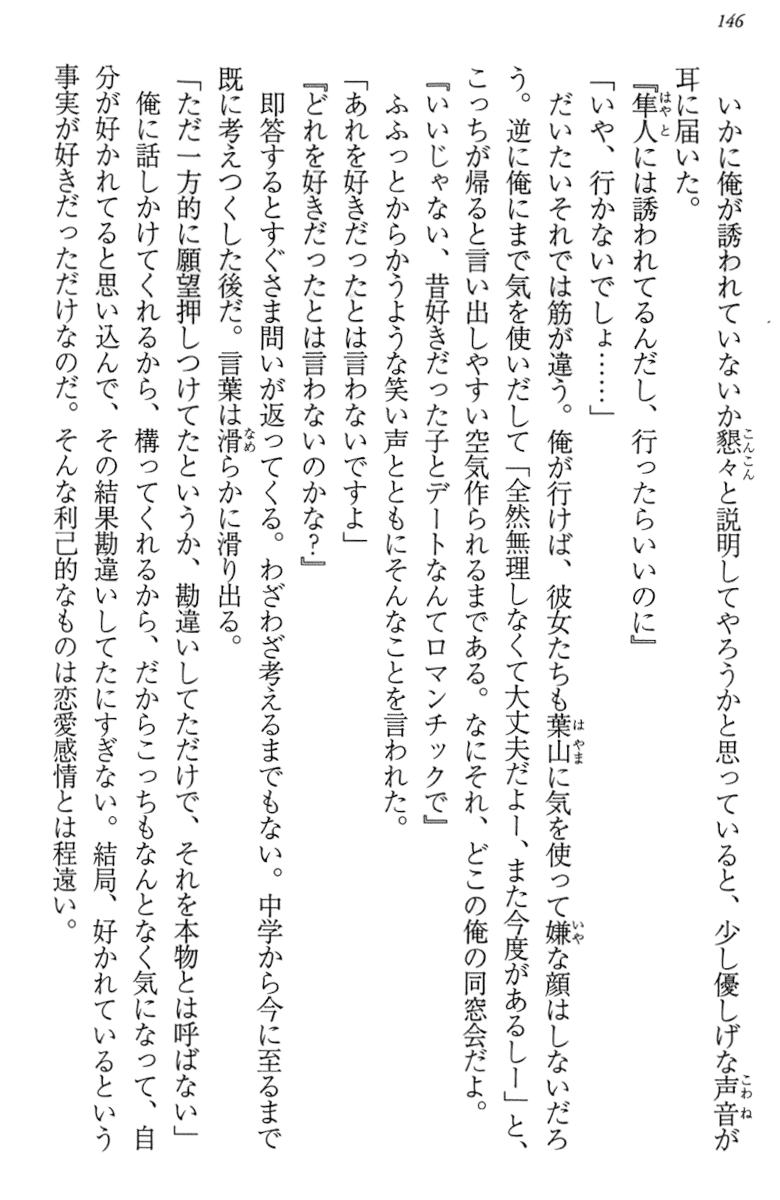 146
いかに俺が誘われていないか懇々と説明してやろうかと思っていると、少し優しげな声音が
耳に届いた。
『隼人には誘われてるんだし、行ったらいいのに』
「いや、行かないでしょ……」
だいたいそれでは筋が違う。俺が行けば、彼女たちも葉山に気を使って嫌な顔はしないだろ
う。逆に俺にまで気を使いだして「全然無理しなくて大丈夫だよー、また今度があるしー」と、
こっちが帰ると言い出しやすい空気作られるまである。なにそれ、どこの俺の同窓会だよ。
『いいじゃない、昔好きだった子とデートなんてロマンチックで』
ふふっとからかうような笑い声とともにそんなことを言われた。
「あれを好きだったとは言わないですよ」
『どれを好きだったとは言わないのかな？』
即答するとすぐさま問いが返ってくる。わざわざ考えるまでもない。中学から今に至るまで
既に考えつくした後だ。言葉は滑らかに滑り出る。
「ただ一方的に願望押しつけてたというか、勘違いしてただけで、それを本物とは呼ばない」
俺に話しかけてくれるから、構ってくれるから、だからこっちもなんとなく気になって、自
分が好かれてると思い込んで、その結果勘違いしてたにすぎない。結局、好かれているという
事実が好きだっただけなのだ。そんな利己的なものは恋愛感情とは程遠い。